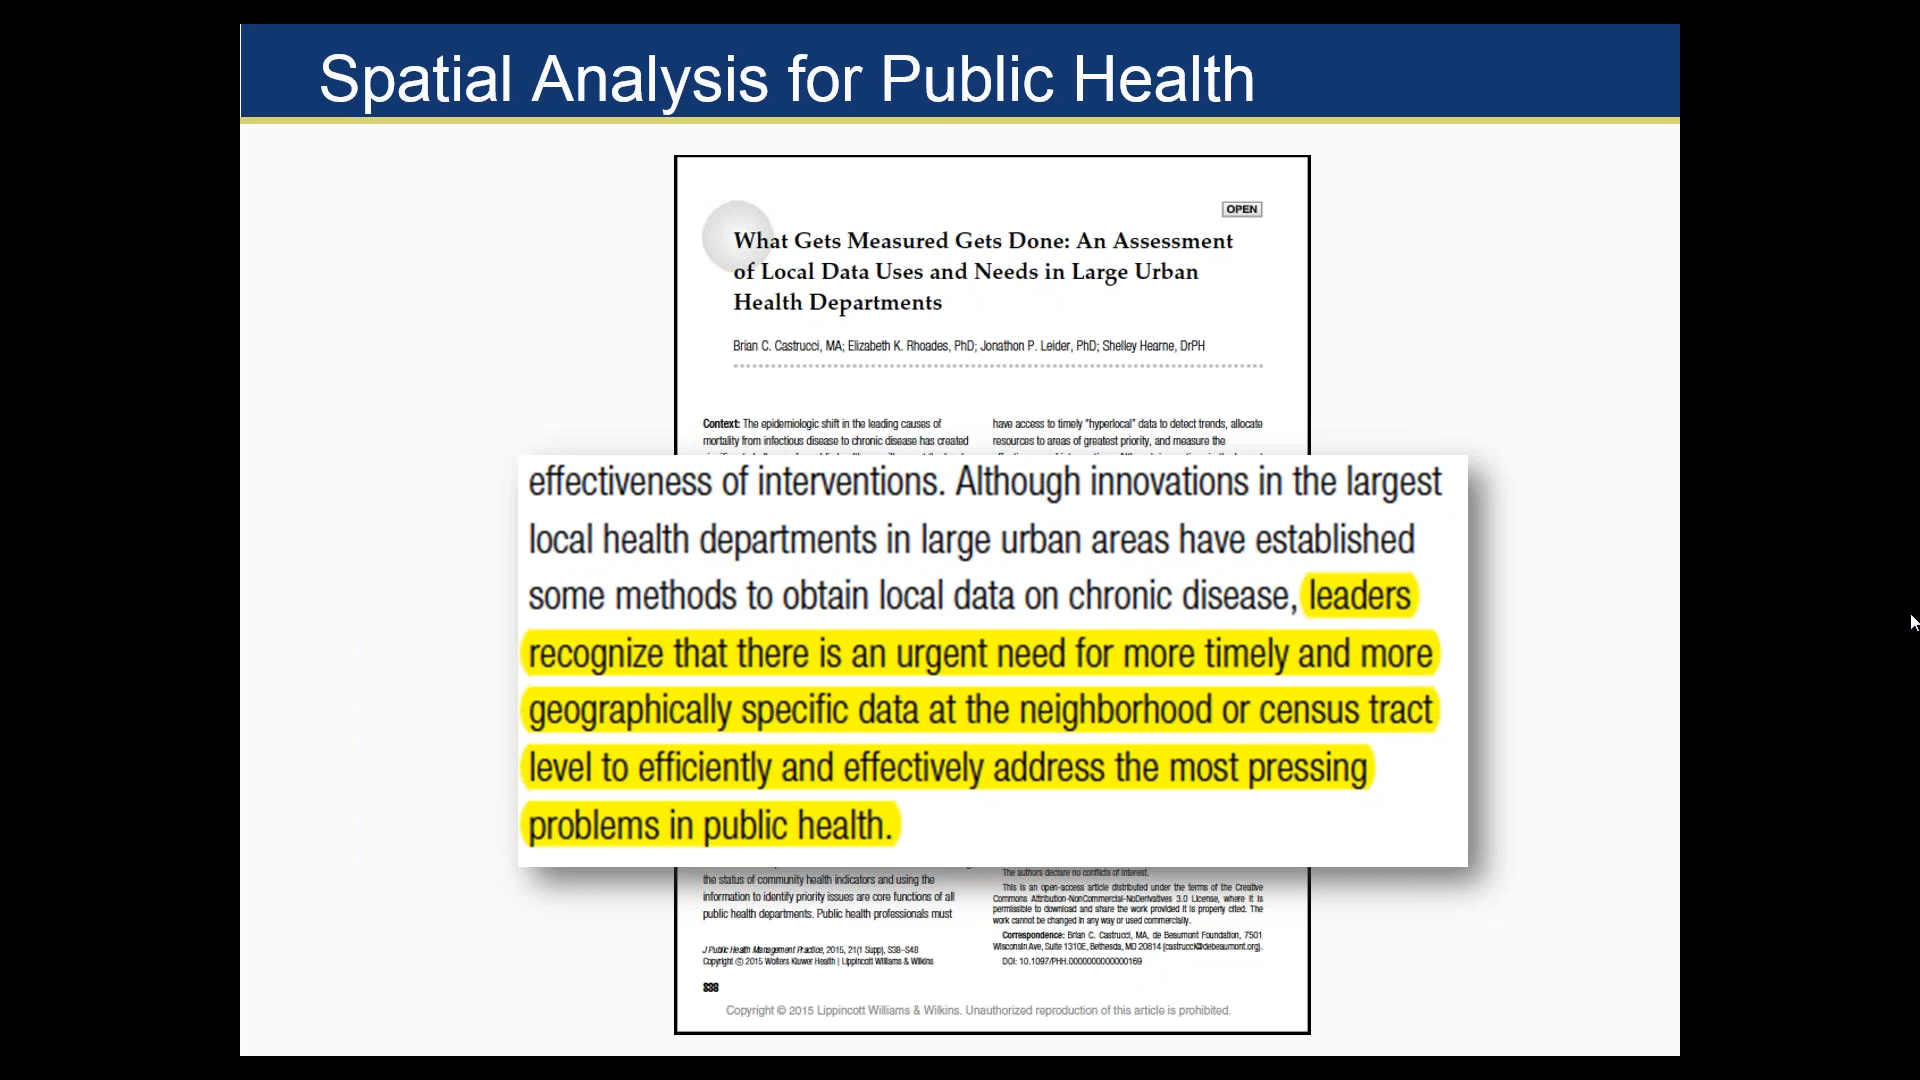 Spatial Analysis for Public Health
OPEN
What Gets Measured Gets Done: An Assessment
of Local Data Uses and Needs in Large Urban
Health Departments
Brian C. Castrucci, MA; Elizabeth K. Rhoades, PhD; Jonathon P. Leider, PhD; Shelley Hearne, DrPH
Context: The epidemiologic shift in the leading causes of
mortality from infectious disease to chronic disease has created
have access to timely "hyperlocal" data to detect trends, allocate
resources to areas of greatest priority, and measure the
effectiveness of interventions. Although innovations in the largest
local health departments in large urban areas have established
some methods to obtain local data on chronic disease, leaders
recognize that there is an urgent need for more timely and more
geographically specific data at the neighborhood or census tract
level to efficiently and effectively address the most pressing
problems in public health.
the status of community health indicators and using the
information to identify priority issues are core functions of all
public health departments. Public health professionals must
J Public Health Management Practice, 2015, 21(1 Supp), S38–S48
Copyright © 2015 Wolters Kluwer Health | Lippincott Williams & Wilkins
S38
The authors declare no conflicts of interest.
This is an open-access article distributed under the terms of the Creative
Commons Attribution-NonCommercial-NoDerivatives 3.0 License, where it is
permissible to download and share the work provided it is properly cited. The
work cannot be changed in any way or used commercially.
Correspondence: Brian C. Castrucci, MA, de Beaumont Foundation, 7501
Wisconsin Ave, Suite 1310E, Bethesda, MD 20814 (castrucci@debeaumont.org).
DOI: 10.1097/PHH.0000000000000169
Copyright © 2015 Lippincott Williams & Wilkins. Unauthorized reproduction of this article is prohibited.